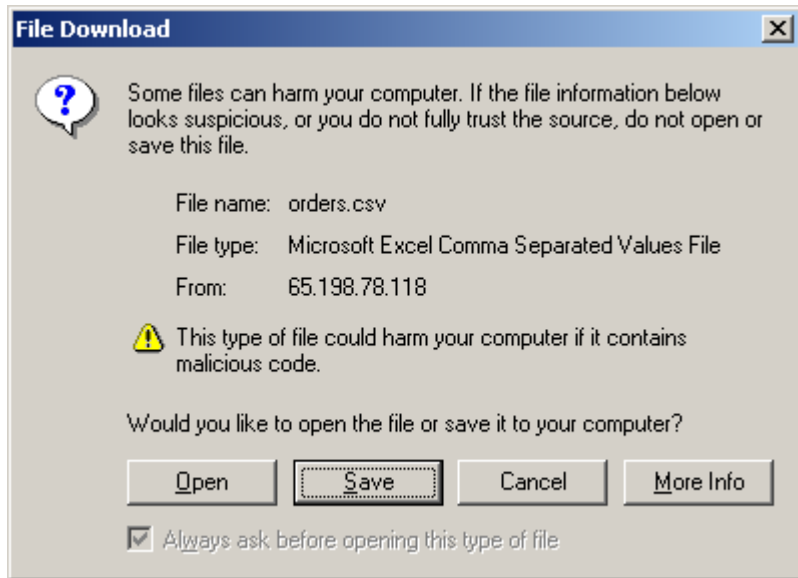 File Download
Some files can harm your computer. If the file information below
looks suspicious, or you do not fully trust the source, do not open or
save this file.
File name: orders.csv
File type: Microsoft Excel Comma Separated Values File
From: 65.198.78.118
This type of file could harm your computer if it contains
malicious code.
Would you like to open the file or save it to your computer?
Open Save Cancel More Info
Always ask before opening this type of file